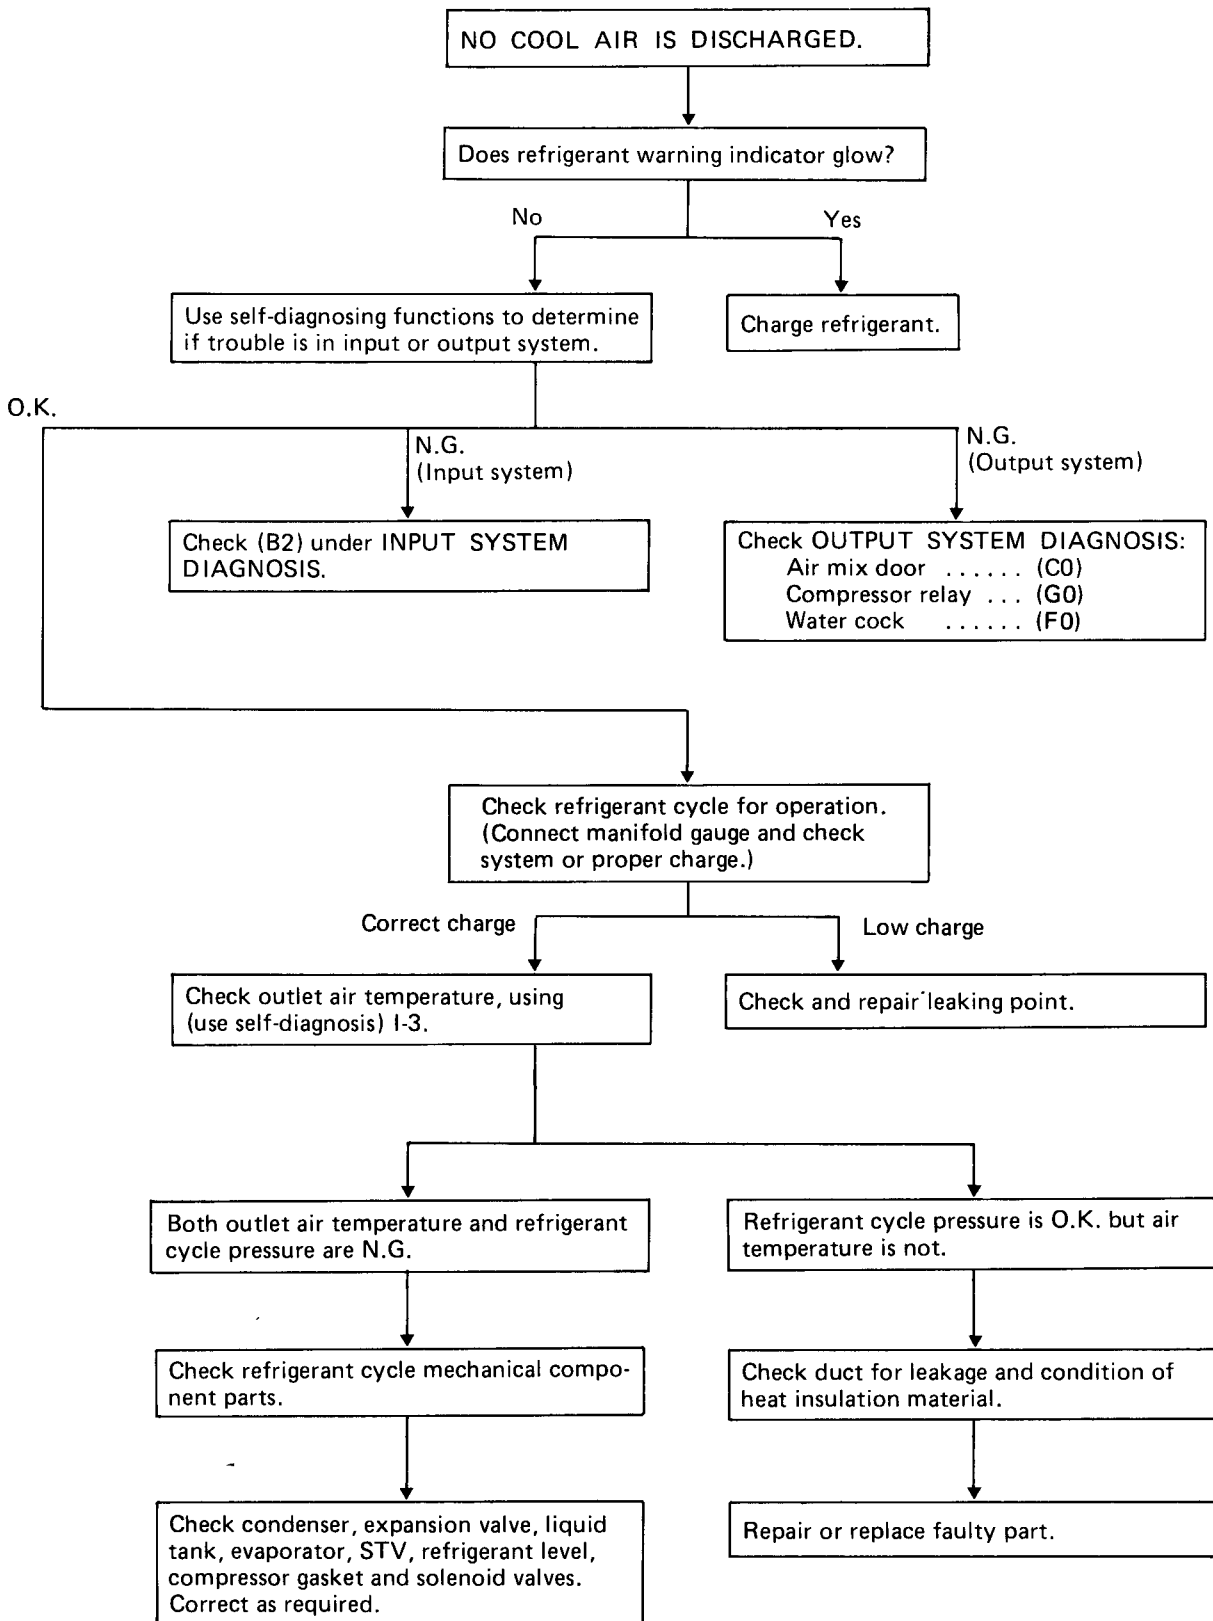 NO COOL AIR IS DISCHARGED.
Does refrigerant warning indicator glow?
No
Yes
Use self-diagnosing functions to determine
if trouble is in input or output system.
Charge refrigerant.
O.K.
N.G.
(Input system)
N.G.
(Output system)
Check (B2) under INPUT SYSTEM
DIAGNOSIS.
Check OUTPUT SYSTEM DIAGNOSIS:
Air mix door ...... (C0)
Compressor relay ... (G0)
Water cock ...... (F0)
Check refrigerant cycle for operation.
(Connect manifold gauge and check
system or proper charge.)
Correct charge
Low charge
Check outlet air temperature, using
(use self-diagnosis) I-3.
Check and repair leaking point.
Both outlet air temperature and refrigerant
cycle pressure are N.G.
Refrigerant cycle pressure is O.K. but air
temperature is not.
Check refrigerant cycle mechanical compo-
nent parts.
Check duct for leakage and condition of
heat insulation material.
Check condenser, expansion valve, liquid
tank, evaporator, STV, refrigerant level,
compressor gasket and solenoid valves.
Correct as required.
Repair or replace faulty part.